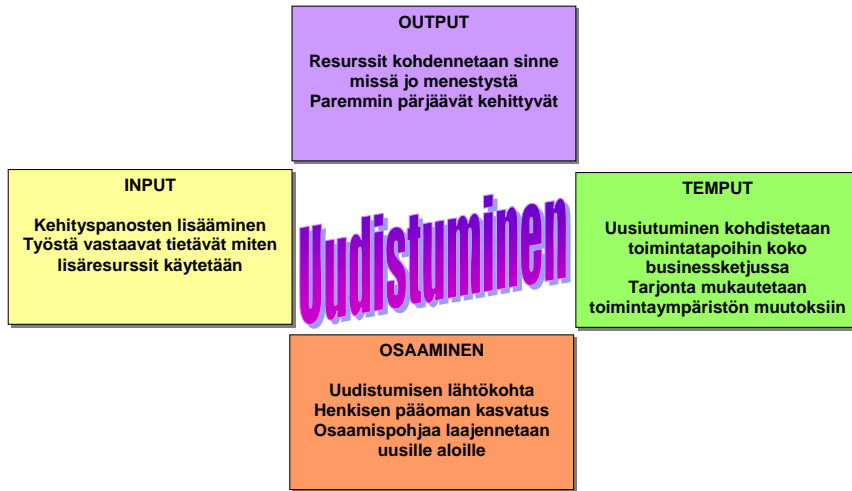 OUTPUT
Resurssit kohdennetaan sinne
missä jo menestystä
Paremmin pärjäävät kehittyvät
INPUT
Kehityspanosten lisääminen
Työstä vastaavat tietävät miten
lisäresurssit käytetään
Uudistuminen
TEMPUT
Uusiutuminen kohdistetaan
toimintatapoihin koko
businessketjussa
Tarjonta mukautetaan
toimintaympäristön muutoksiin
OSAAMINEN
Uudistumisen lähtökohta
Henkisen pääoman kasvatus
Osaamispohjaa laajennetaan
uusille aloille